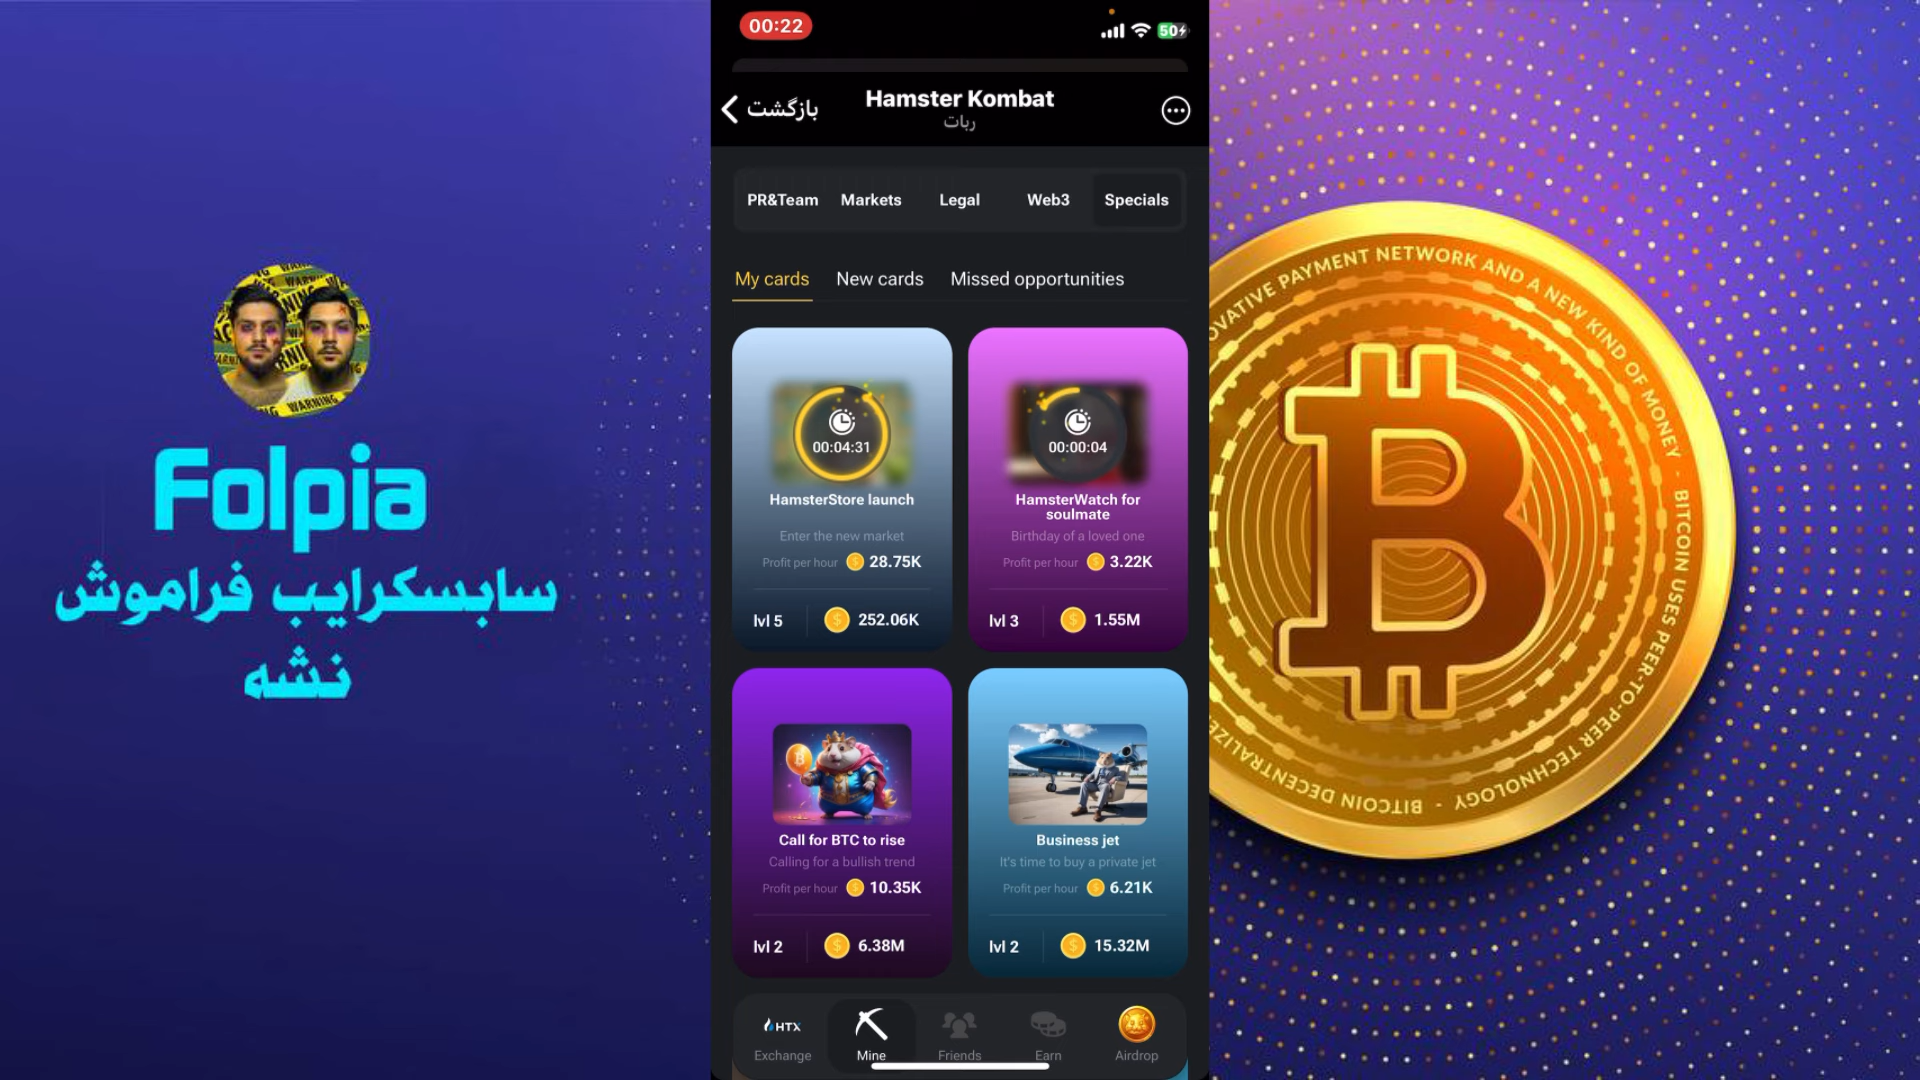 Folpia
سابسکرایب فراموش
نشه
00:22
50
بازگشت
Hamster Kombat
ربات
PR&Team Markets Legal Web3 Specials
My cards New cards Missed opportunities
00:04:31
HamsterStore launch
Enter the new market
Profit per hour 28.75K
lvl 5 252.06K
00:00:04
HamsterWatch for
soulmate
Birthday of a loved one
Profit per hour 3.22K
lvl 3 1.55M
Call for BTC to rise
Calling for a bullish trend
Profit per hour 10.35K
lvl 2 6.38M
Business jet
It's time to buy a private jet
Profit per hour 6.21K
lvl 2 15.32M
HTX
Exchange Mine Friends Earn Airdrop
PAYMENT NETWORK AND A NEW KIND OF MONEY - BITCOIN USES PEER-TO-PEER TECHNOLOGY - BITCOIN
WARNING